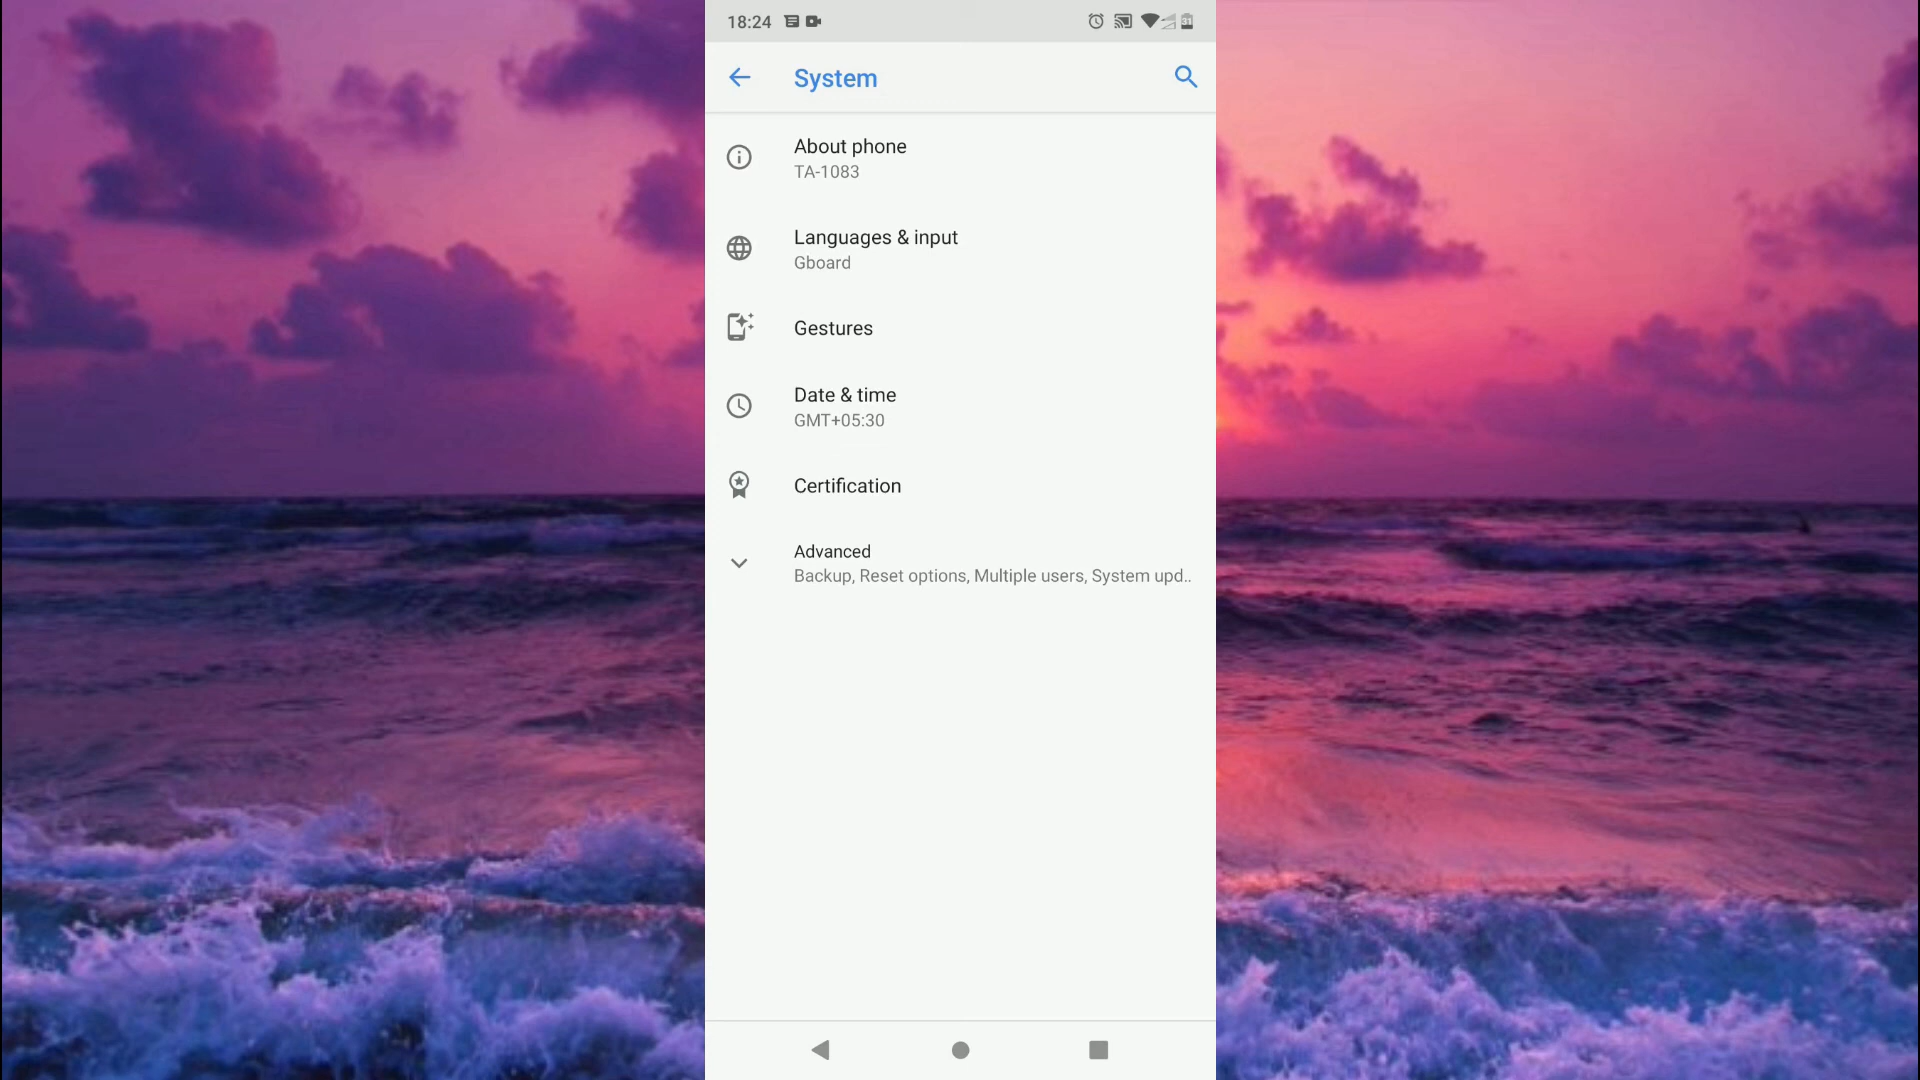 18:24
31
System
About phone
TA-1083
Languages & input
Gboard
Gestures
Date & time
GMT+05:30
Certification
Advanced
Backup, Reset options, Multiple users, System upd..